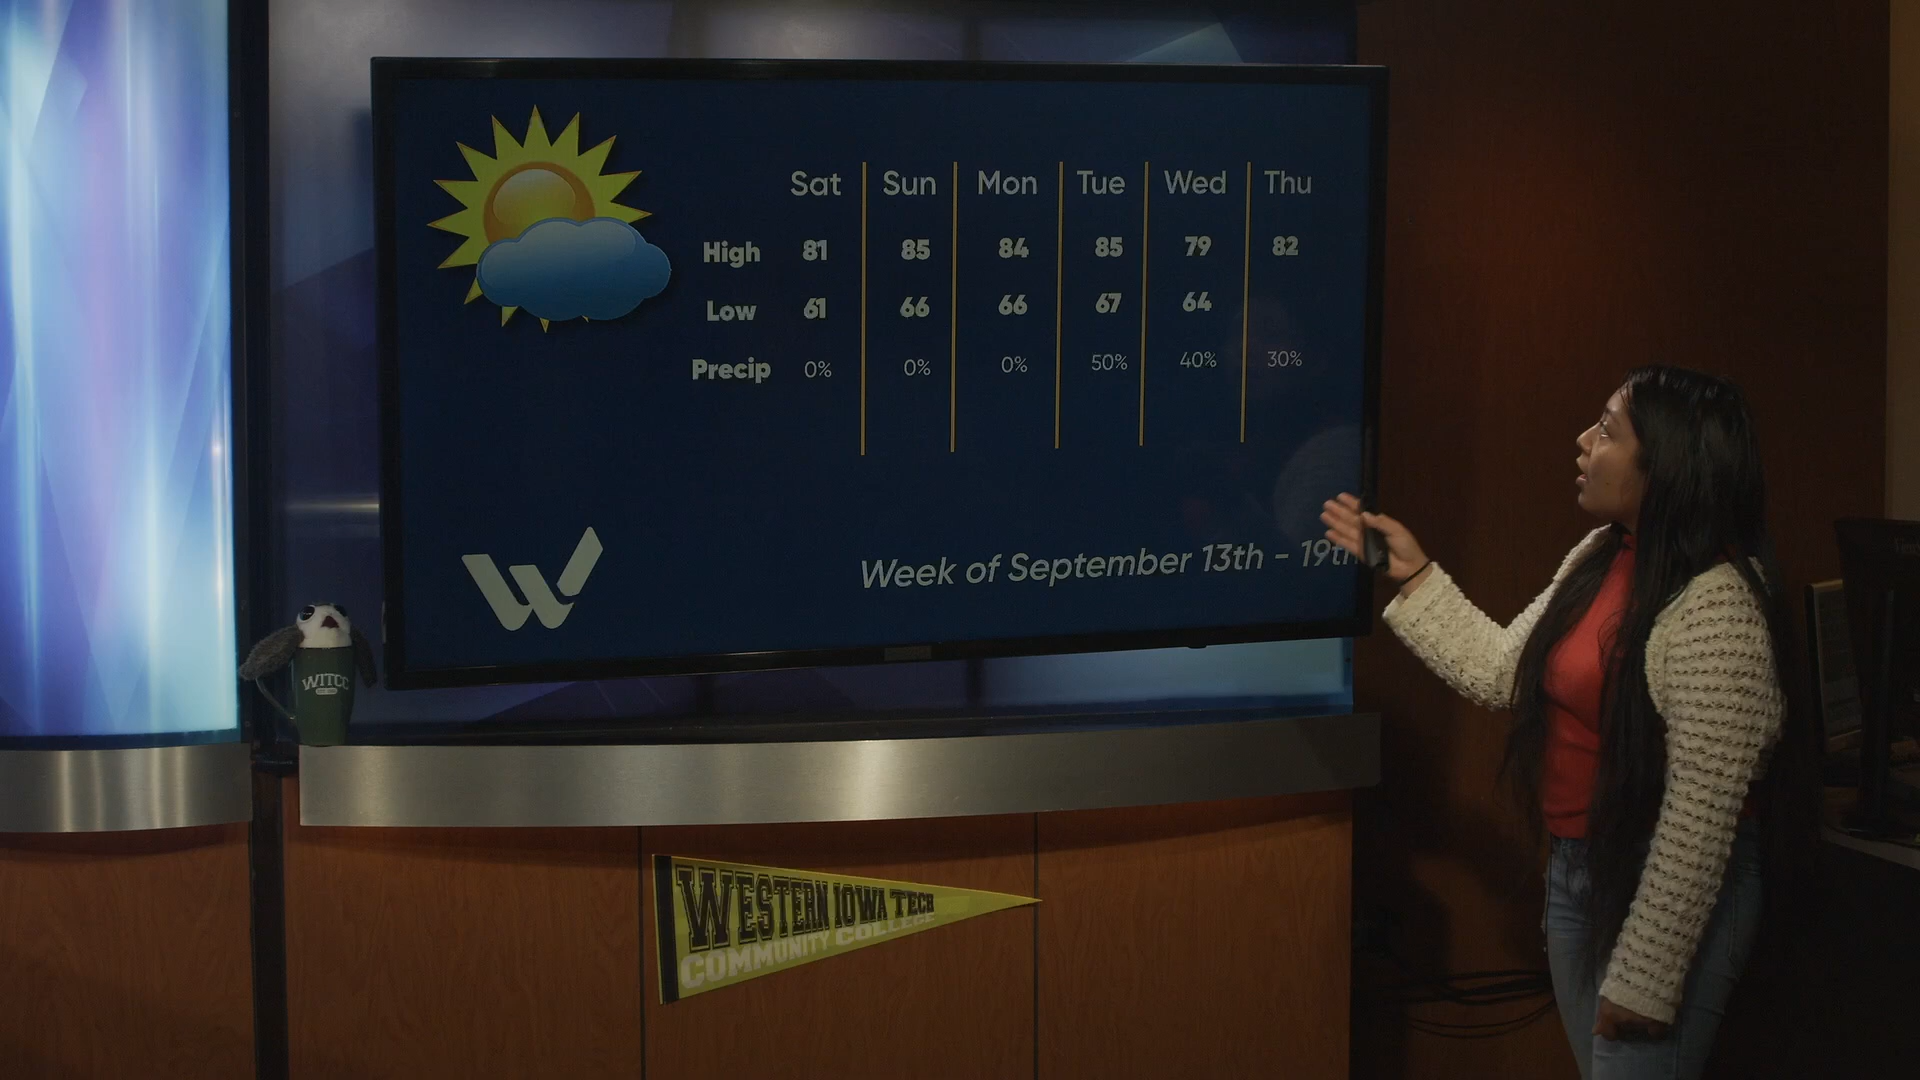 Sat Sun Mon Tue Wed Thu
High 81 85 84 85 79 82
Low 61 66 66 67 64
Precip 0% 0% 0% 50% 40% 30%
Week of September 13th - 19th
WITCC
WESTERN IOWA TECH
COMMUNITY COLLEGE